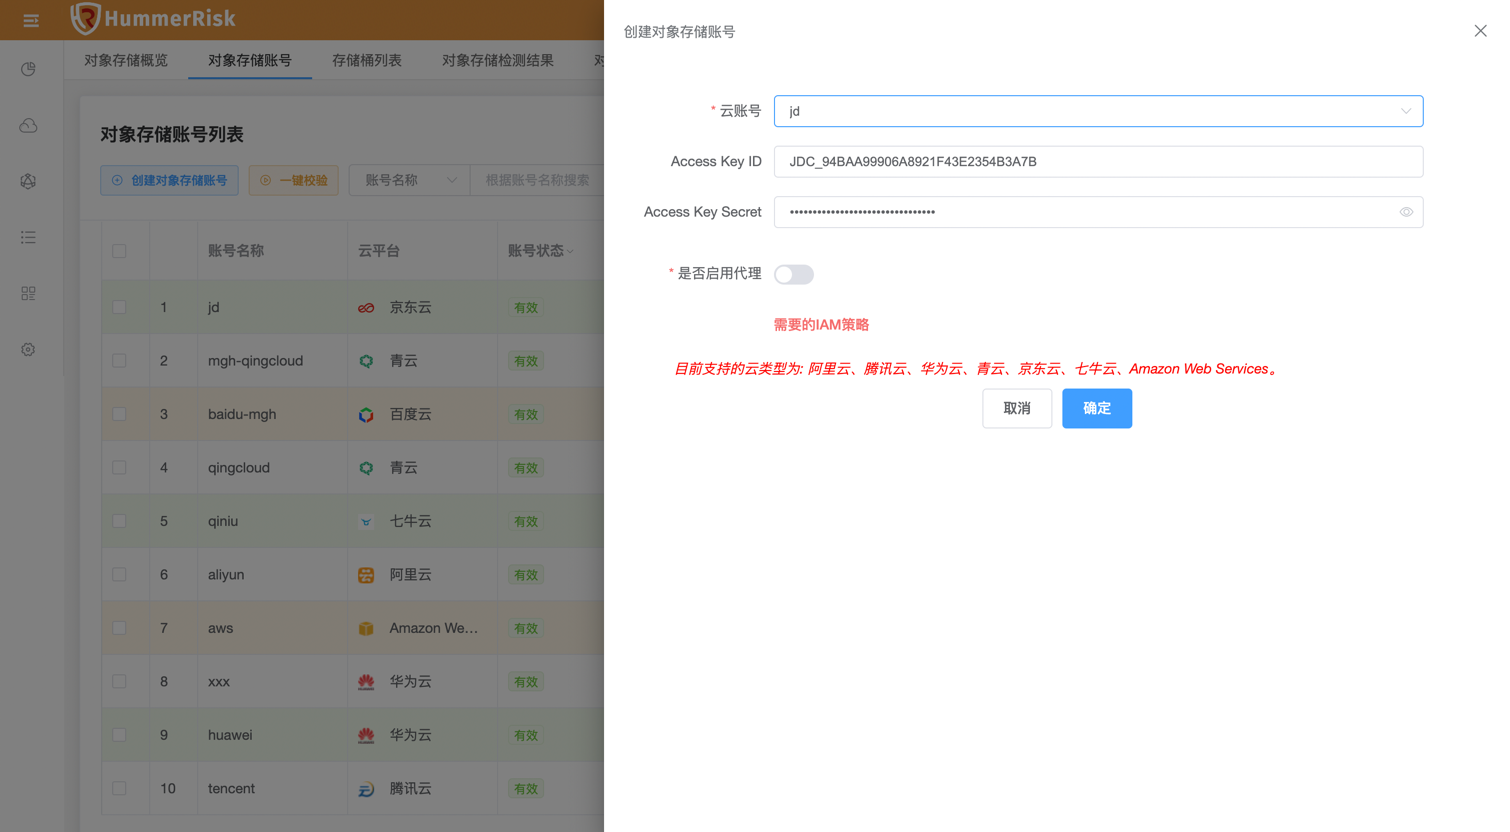 HummerRisk
创建对象存储账号
对象存储概览
对象存储账号
存储桶列表
对象存储检测结果
对象存储账号列表
创建对象存储账号
一键校验
账号名称
根据账号名称搜索
账号名称
云平台
账号状态
1
jd
京东云
有效
2
mgh-qingcloud
青云
有效
3
baidu-mgh
百度云
有效
4
qingcloud
青云
有效
5
qiniu
七牛云
有效
6
aliyun
阿里云
有效
7
aws
Amazon We...
有效
8
xxx
华为云
有效
9
huawei
华为云
有效
10
tencent
腾讯云
有效
* 云账号
jd
Access Key ID
JDC_94BAA99906A8921F43E2354B3A7B
Access Key Secret
••••••••••••••••••••••••••••••••
* 是否启用代理
需要的IAM策略
目前支持的云类型为: 阿里云、腾讯云、华为云、青云、京东云、七牛云、Amazon Web Services。
取消
确定